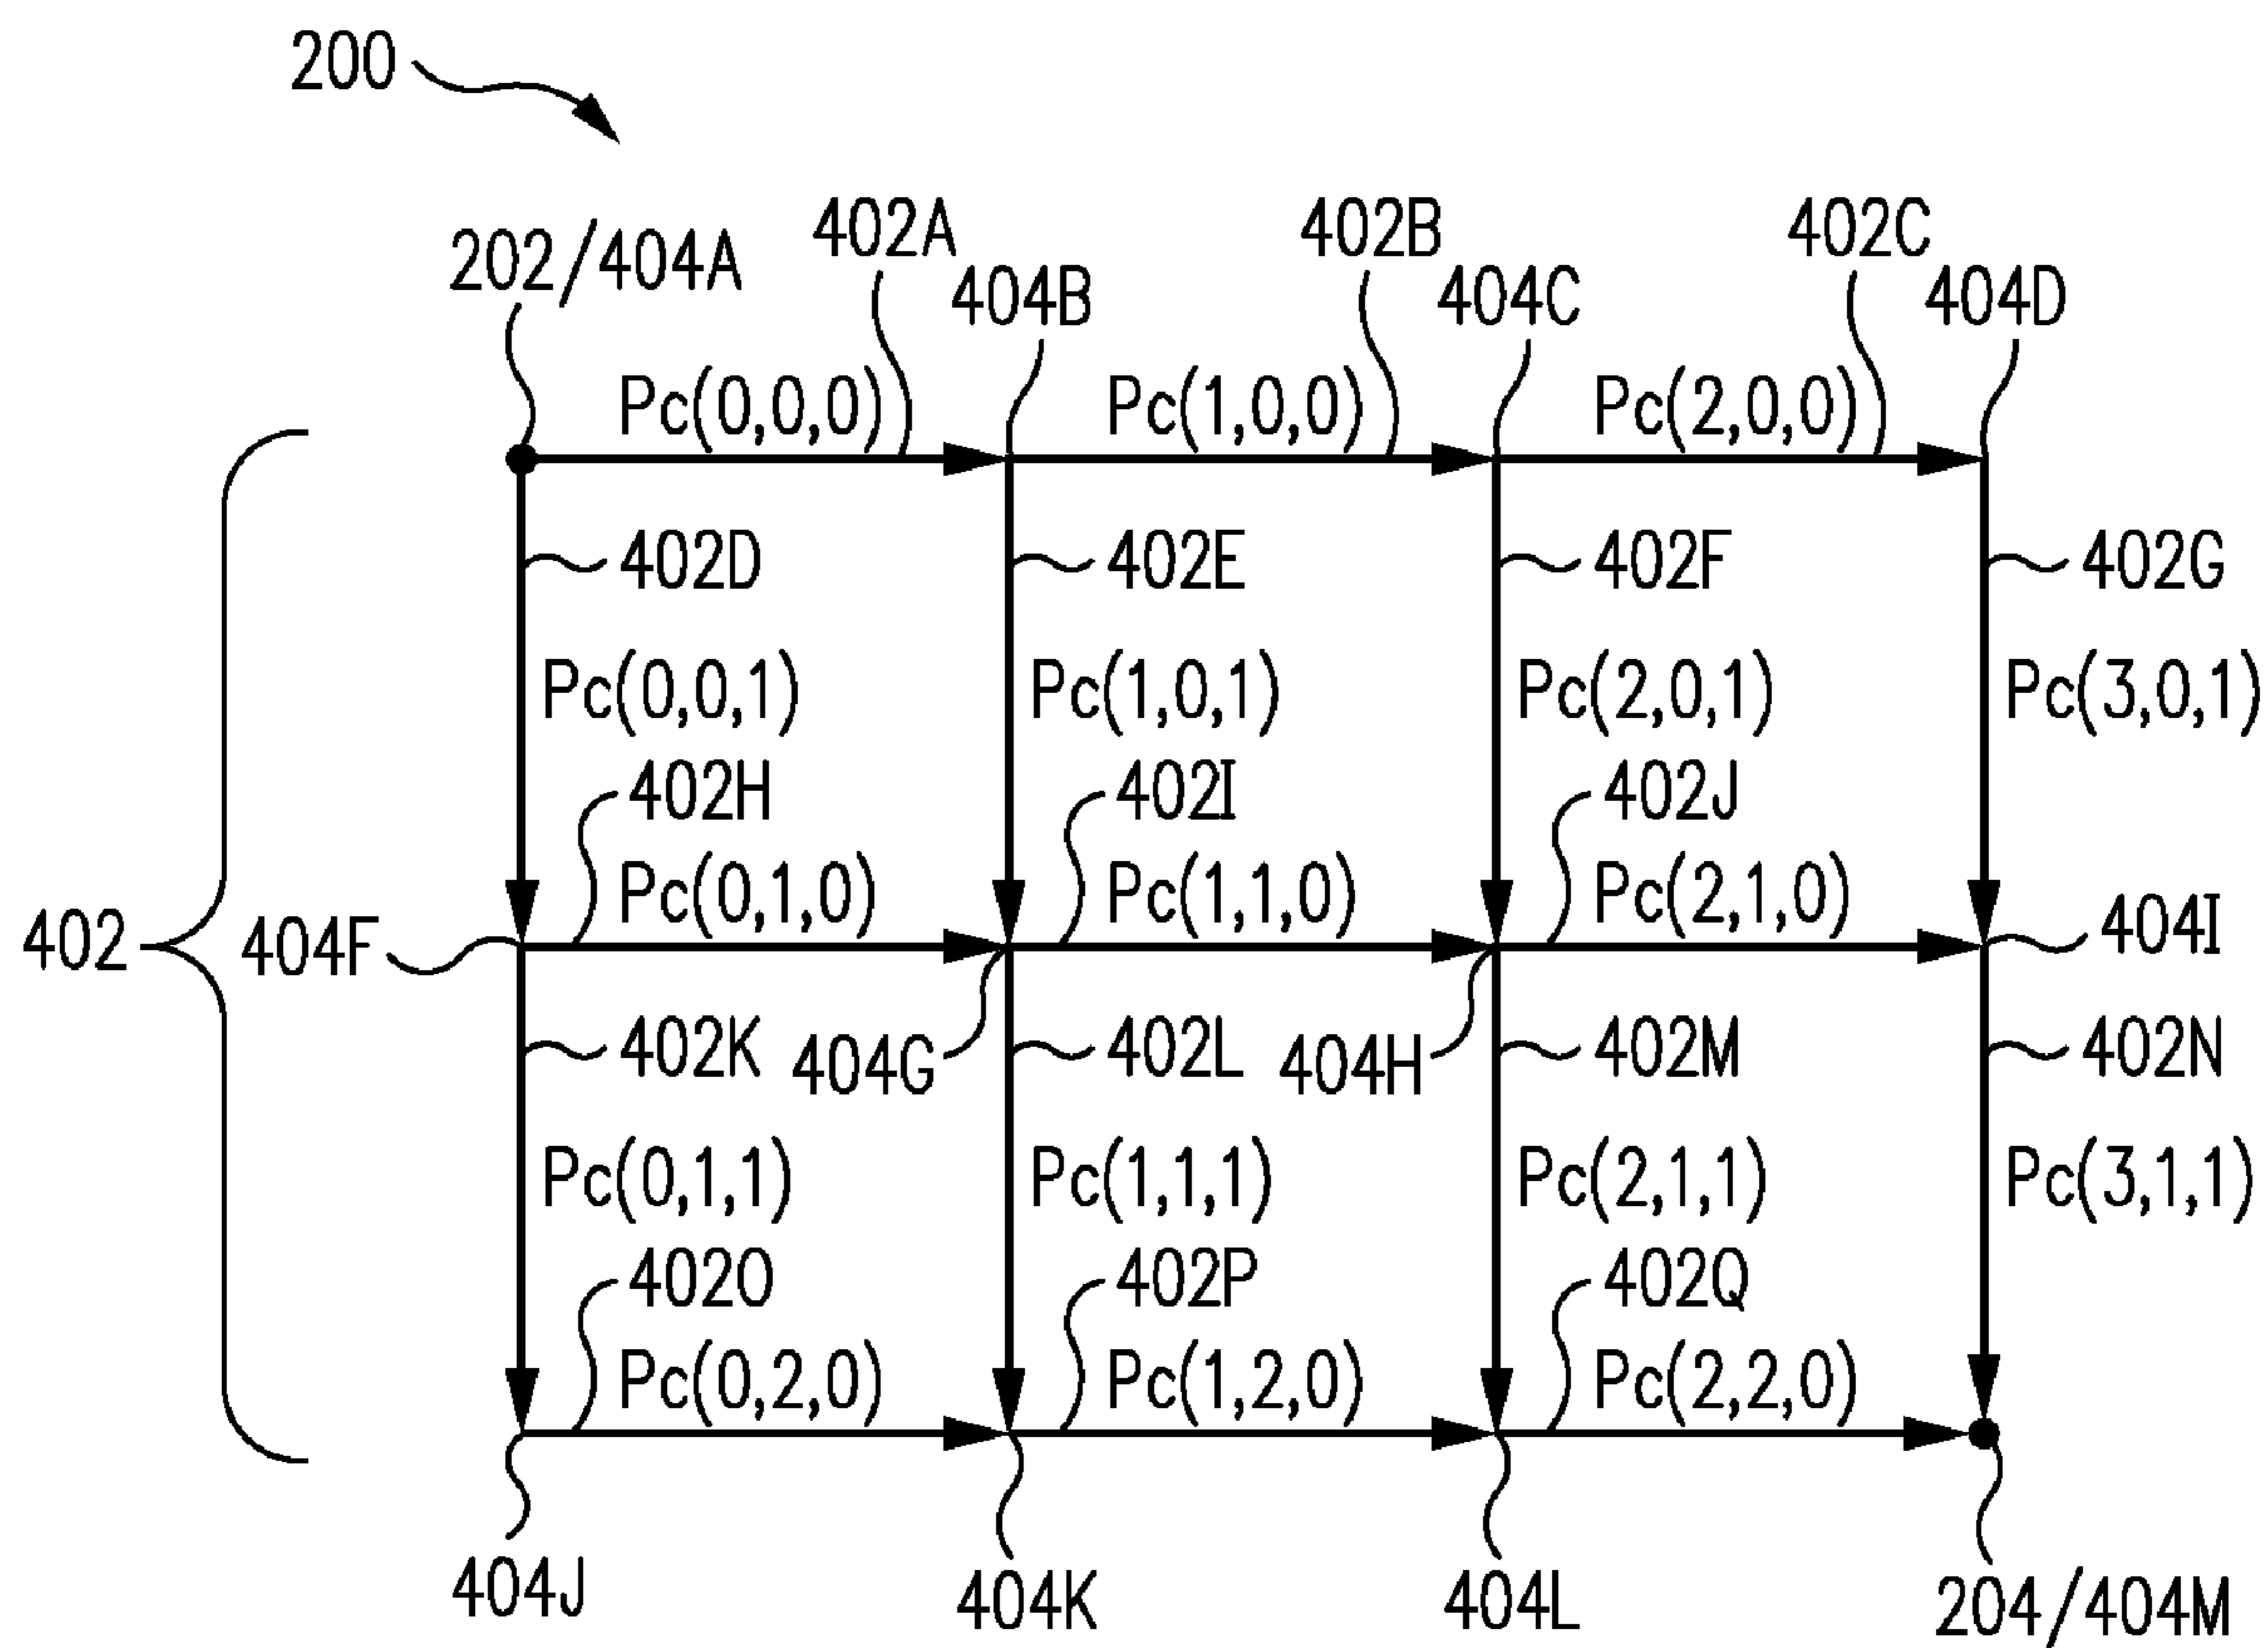 200
202/404A
402A
404B
402B
404C
402C
404D
Pc(0,0,0)
Pc(1,0,0)
Pc(2,0,0)
402D
402E
402F
402G
Pc(0,0,1)
Pc(1,0,1)
Pc(2,0,1)
Pc(3,0,1)
402H
402I
402J
Pc(0,1,0)
Pc(1,1,0)
Pc(2,1,0)
402
404F
404I
402K
404G
402L
404H
402M
402N
Pc(0,1,1)
Pc(1,1,1)
Pc(2,1,1)
Pc(3,1,1)
402O
402P
402Q
Pc(0,2,0)
Pc(1,2,0)
Pc(2,2,0)
404J
404K
404L
204/404M